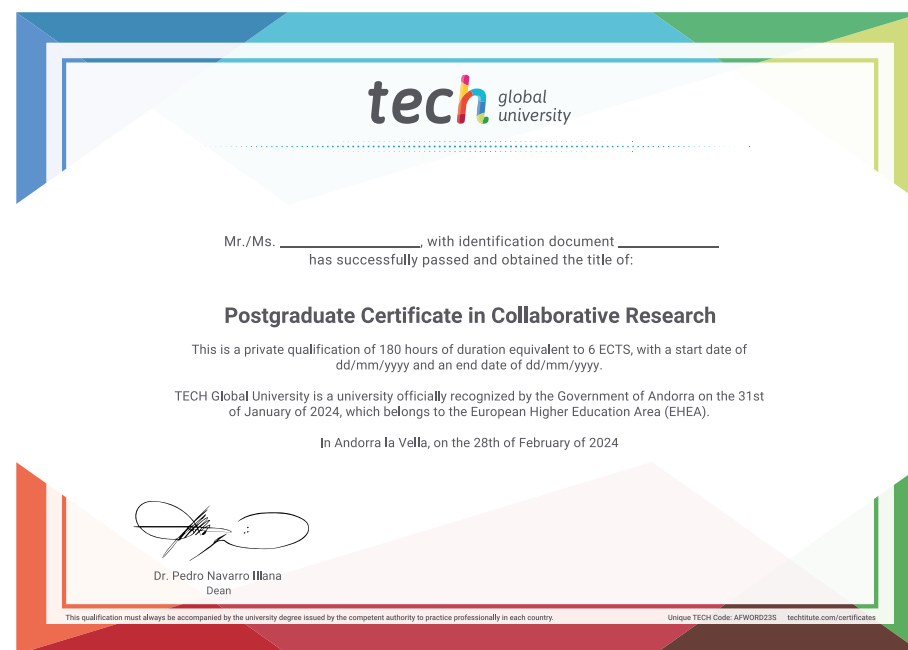 tech global
university
Mr./Ms. ____________________, with identification document ______________
has successfully passed and obtained the title of:
Postgraduate Certificate in Collaborative Research
This is a private qualification of 180 hours of duration equivalent to 6 ECTS, with a start date of
dd/mm/yyyy and an end date of dd/mm/yyyy.
TECH Global University is a university officially recognized by the Government of Andorra on the 31st
of January of 2024, which belongs to the European Higher Education Area (EHEA).
In Andorra la Vella, on the 28th of February of 2024
Dr. Pedro Navarro Illana
Dean
This qualification must always be accompanied by the university degree issued by the competent authority to practice professionally in each country.
Unique TECH Code: AFWORD23S techtitute.com/certificates